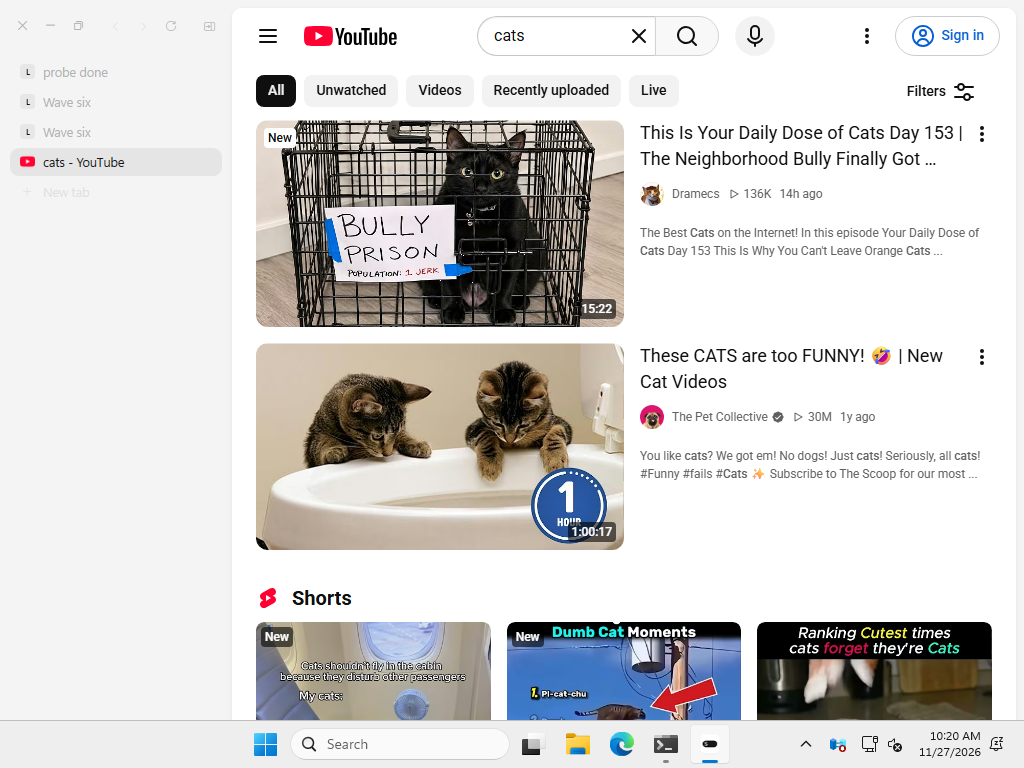 probe done
Wave six
Wave six
cats - YouTube
New tab
YouTube
cats
Sign in
All
Unwatched
Videos
Recently uploaded
Live
Filters
New
BULLY
PRISON
POPULATION: 1 JERK
15:22
This Is Your Daily Dose of Cats Day 153 |
The Neighborhood Bully Finally Got ...
Dramecs
136K
14h ago
The Best Cats on the Internet! In this episode Your Daily Dose of
Cats Day 153 This Is Why You Can't Leave Orange Cats ...
1
HOUR
1:00:17
These CATS are too FUNNY! 🤣 | New
Cat Videos
The Pet Collective
30M
1y ago
You like cats? We got em! No dogs! Just cats! Seriously, all cats!
#Funny #fails #Cats ✨ Subscribe to The Scoop for our most ...
Shorts
New
Cats shouldn't fly in the cabin
because they disturb other passengers
My cats:
New
Dumb Cat Moments
1. Pi-cat-chu
Ranking Cutest times
cats forget they're Cats
Search
10:20 AM
11/27/2026